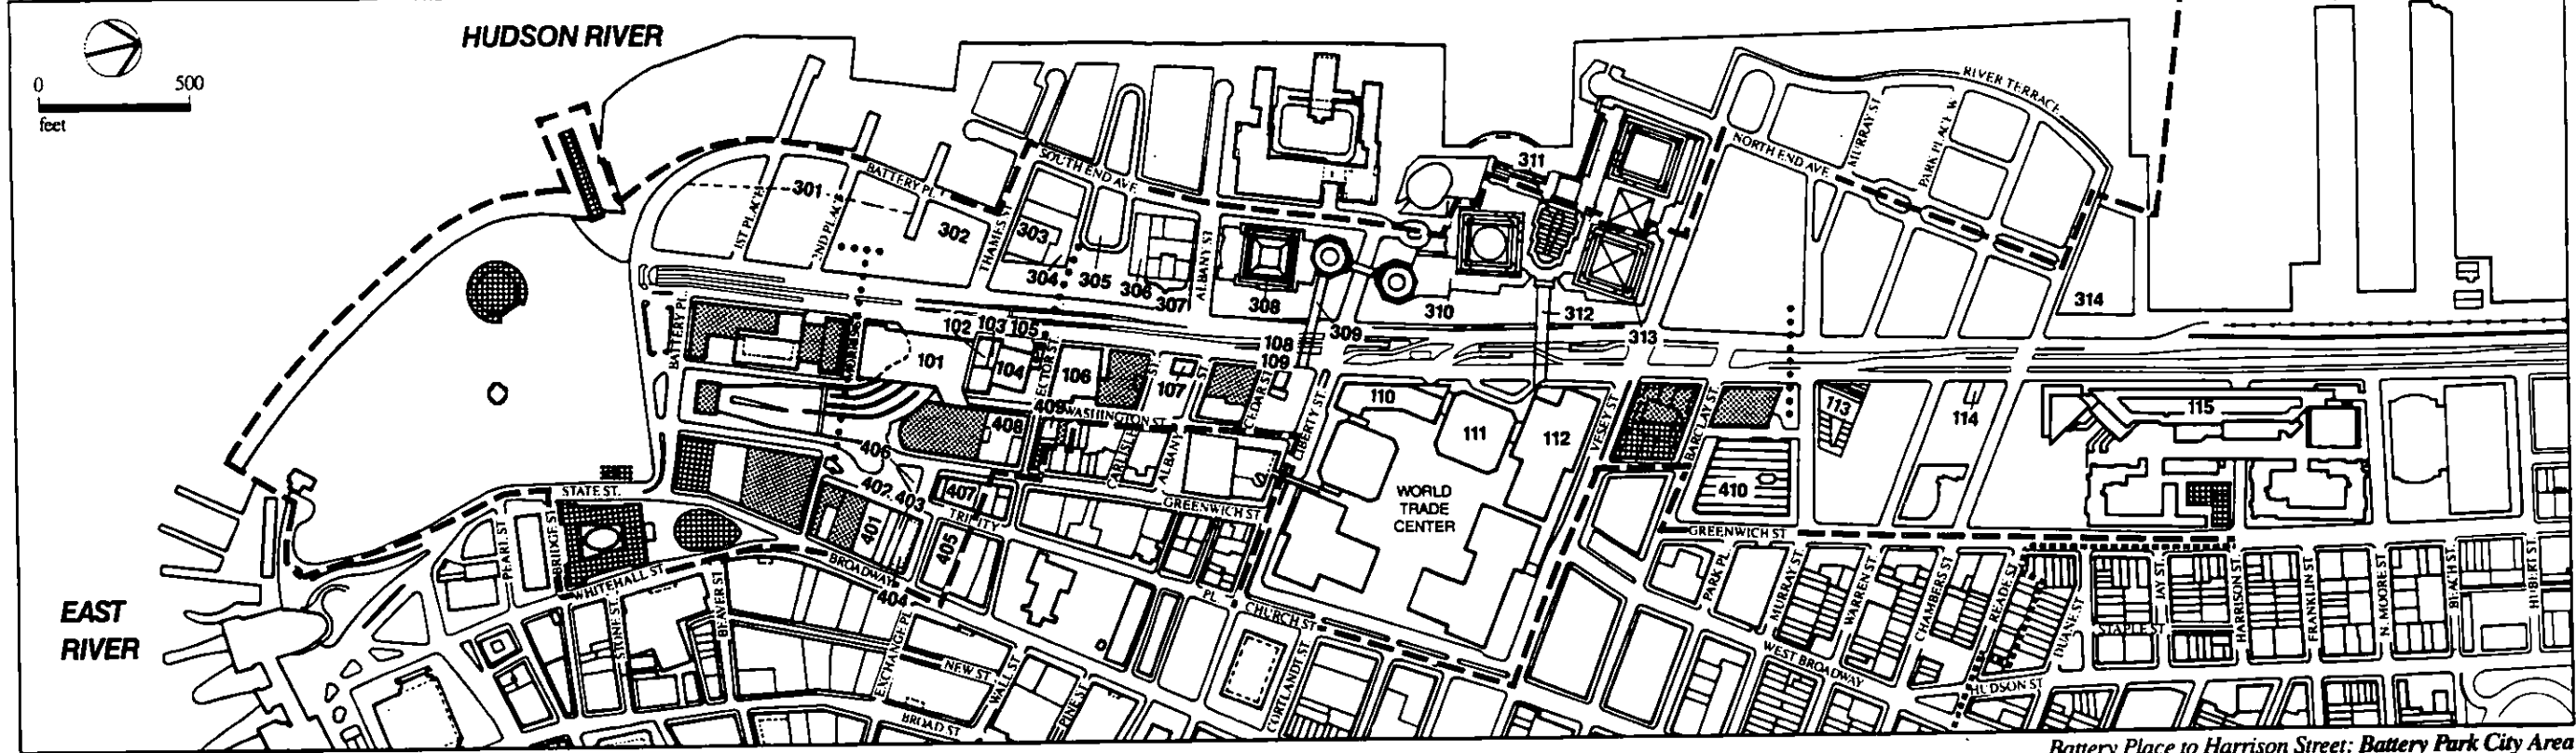 HUDSON RIVER
0 500
feet
RIVER TERRACE
MURRAY ST
PARK PLACE W
NORTH END AVE
SOUTH END AVE
311
BATTERY PL
301
1ST PLACE
2ND PLACE
302
THAMES ST
303
304
305
306
307
ALBANY ST
308
309
310
312
313
314
BATTERY PL.
MORRIS ST
101
102
103
105
104
RECTOR ST.
106
107
108
109
CEDAR ST
LIBERTY ST.
110
111
112
VESEY ST
BARCLAY ST.
113
114
115
409
WASHINGTON ST.
408
CARLISLE
ALBANY
406
402
403
407
TRINITY
GREENWICH ST
WORLD
TRADE
CENTER
410
GREENWICH ST
STATE ST.
401
405
PEARL ST
BRIDGE ST
WHITEHALL ST
BROADWAY
404
PL
CHURCH ST
CORTLANDT ST.
PARK PL.
MURRAY ST.
WARREN ST.
CHAMBERS ST
READE ST
DUANE ST
JAY ST.
STAPLE ST.
HARRISON ST.
FRANKLIN ST
N. MOORE ST
BEACH ST.
HUBERT ST.
WEST BROADWAY
HUDSON ST
EAST
RIVER
STONE ST.
BEAVER ST
EXCHANGE PL.
NEW ST
WALL ST
PINE ST
BROAD ST
Battery Place to Harrison Street: Battery Park City Area